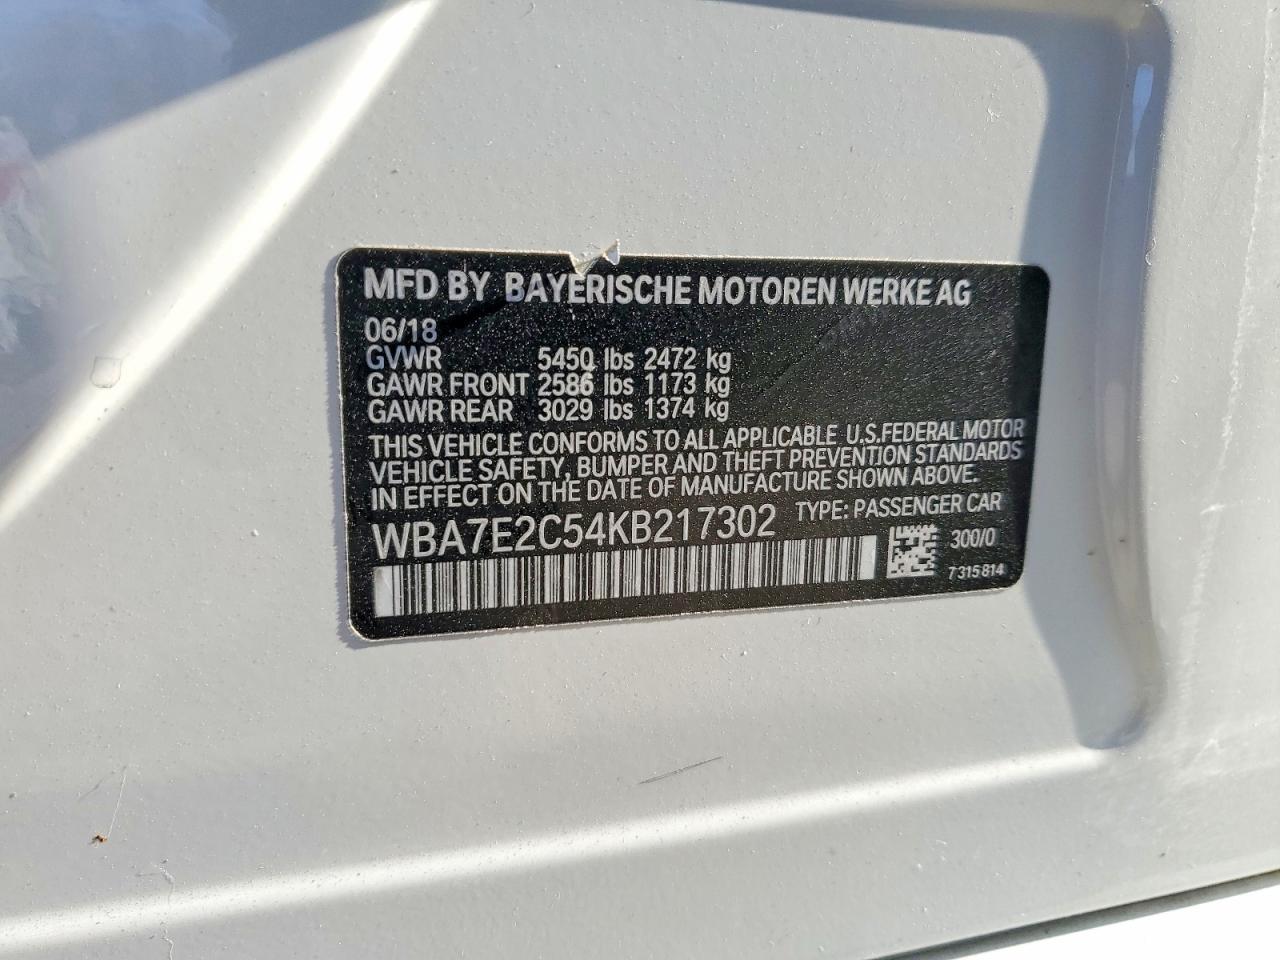 MFD BY BAYERISCHE MOTOREN WERKE AG
06/18
GVWR 5450 lbs 2472 kg
GAWR FRONT 2586 lbs 1173 kg
GAWR REAR 3029 lbs 1374 kg
THIS VEHICLE CONFORMS TO ALL APPLICABLE U.S.FEDERAL MOTOR
VEHICLE SAFETY, BUMPER AND THEFT PREVENTION STANDARDS
IN EFFECT ON THE DATE OF MANUFACTURE SHOWN ABOVE.
WBA7E2C54KB217302 TYPE: PASSENGER CAR
300/0
7315814